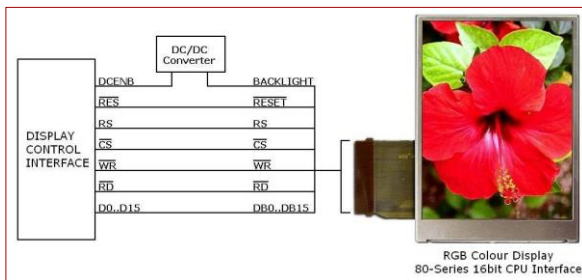 DC/DC
Converter
DCENB BACKLIGHT
RES RESET
RS RS
CS CS
WR WR
RD RD
D0..D15 DB0..DB15
DISPLAY
CONTROL
INTERFACE
RGB Colour Display
80-Series 16bit CPU Interface